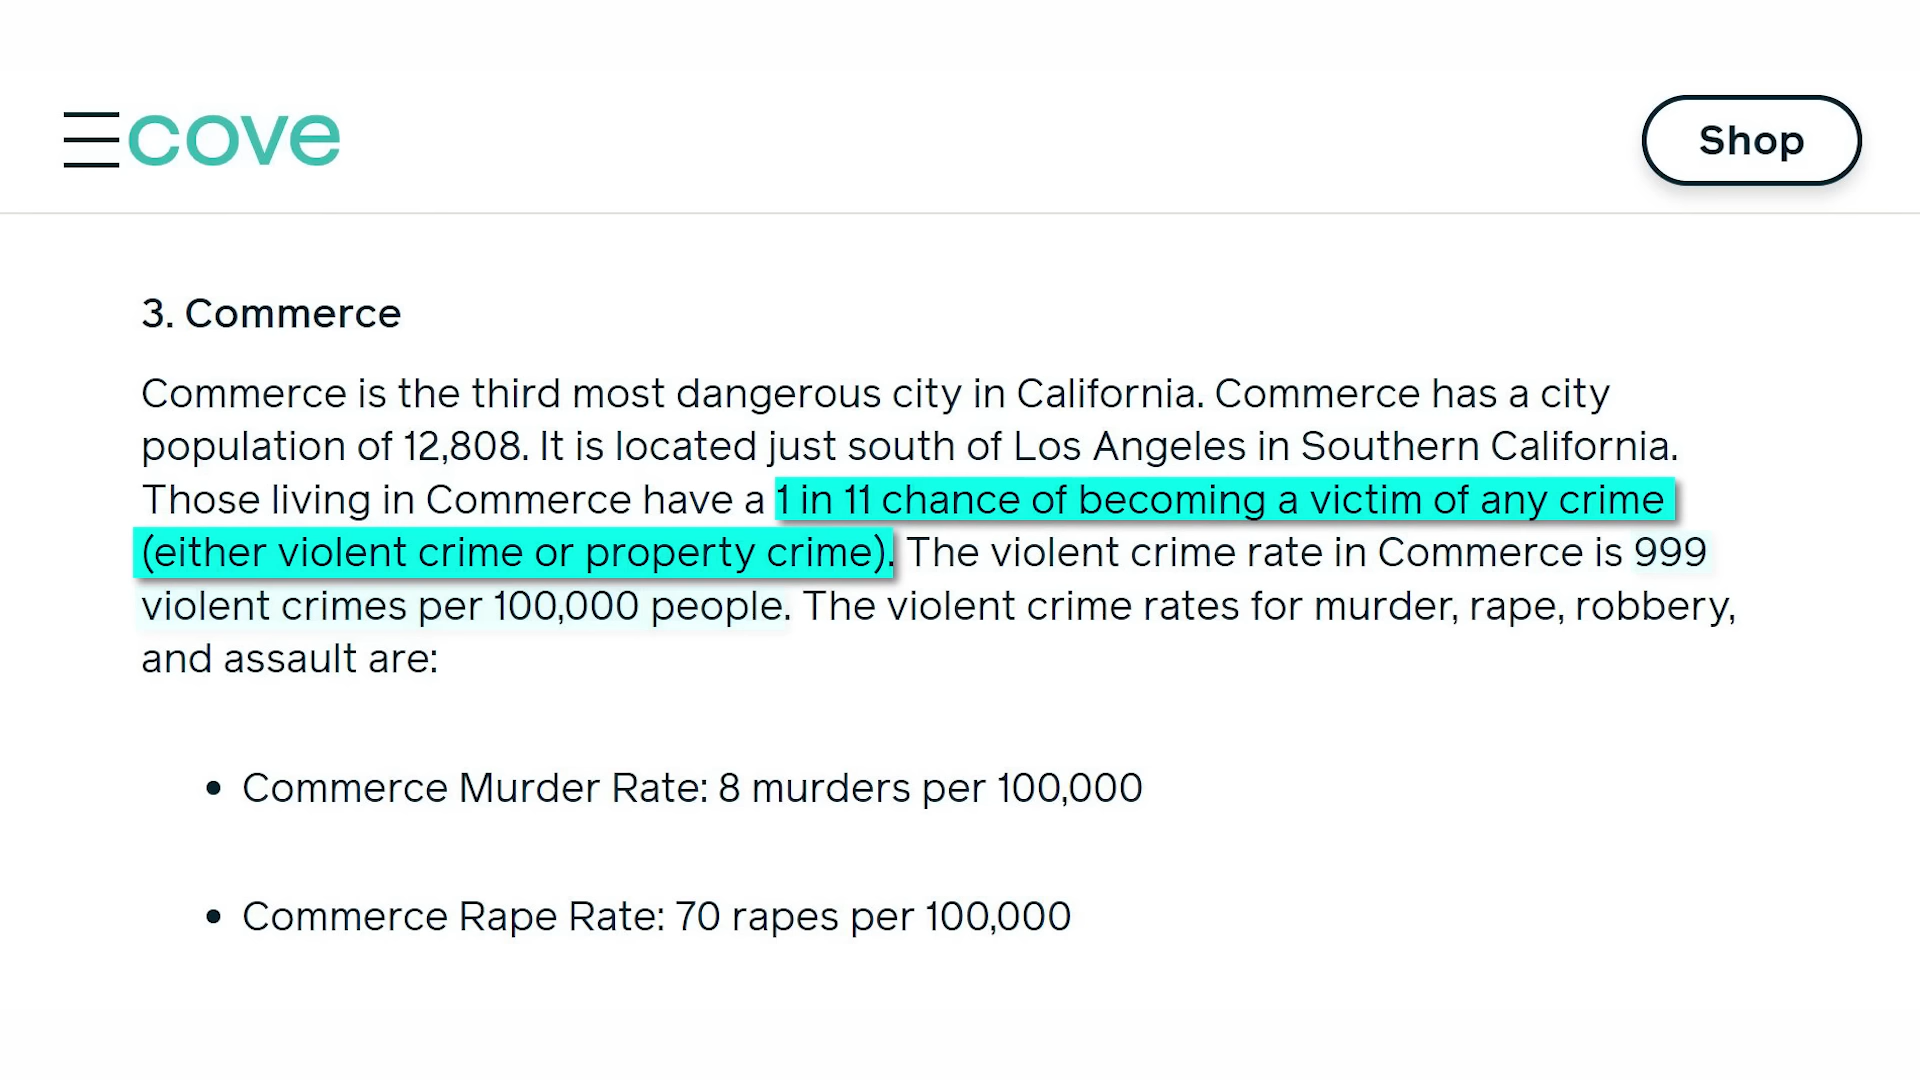 cove
Shop
3. Commerce
Commerce is the third most dangerous city in California. Commerce has a city
population of 12,808. It is located just south of Los Angeles in Southern California.
Those living in Commerce have a 1 in 11 chance of becoming a victim of any crime
(either violent crime or property crime). The violent crime rate in Commerce is 999
violent crimes per 100,000 people. The violent crime rates for murder, rape, robbery,
and assault are:
• Commerce Murder Rate: 8 murders per 100,000
• Commerce Rape Rate: 70 rapes per 100,000